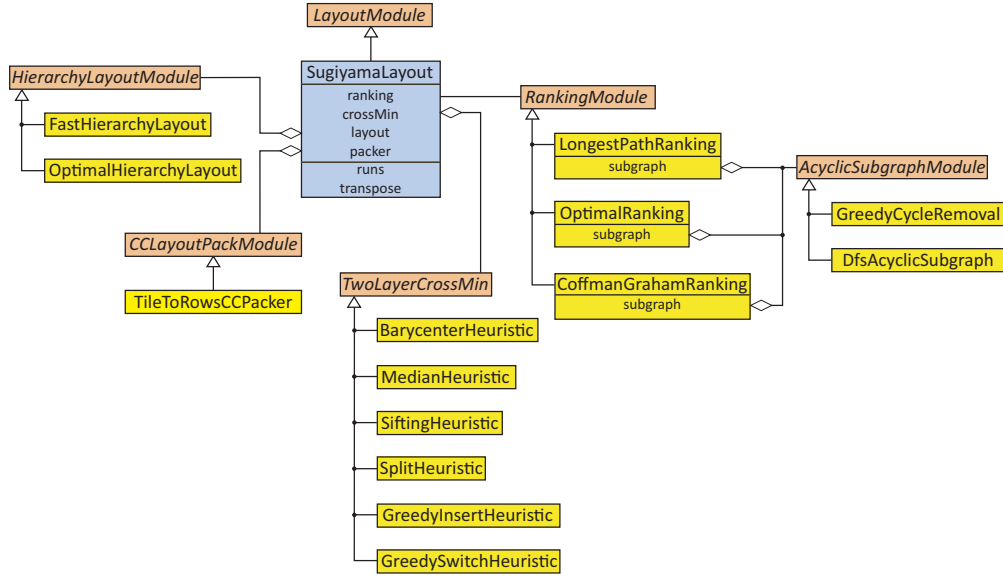 LayoutModule
SugiyamaLayout
ranking
crossMin
layout
packer
runs
transpose
HierarchyLayoutModule
FastHierarchyLayout
OptimalHierarchyLayout
CCLayoutPackModule
TileToRowsCCPacker
TwoLayerCrossMin
BarycenterHeuristic
MedianHeuristic
SiftingHeuristic
SplitHeuristic
GreedyInsertHeuristic
GreedySwitchHeuristic
RankingModule
LongestPathRanking
subgraph
OptimalRanking
subgraph
CoffmanGrahamRanking
subgraph
AcyclicSubgraphModule
GreedyCycleRemoval
DfsAcyclicSubgraph